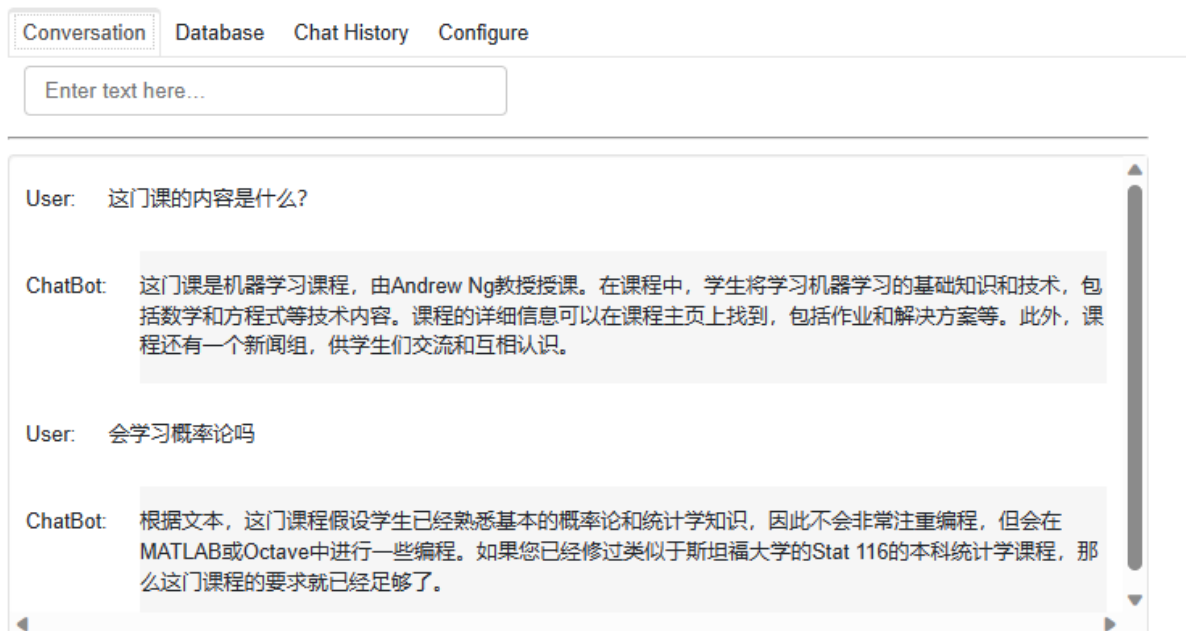 Conversation Database Chat History Configure
Enter text here...
User: 这门课的内容是什么？
ChatBot: 这门课是机器学习课程，由Andrew Ng教授授课。在课程中，学生将学习机器学习的基础知识和技术，包
括数学和方程式等技术内容。课程的详细信息可以在课程主页上找到，包括作业和解决方案等。此外，课
程还有一个新闻组，供学生们交流和互相认识。
User: 会学习概率论吗
ChatBot: 根据文本，这门课程假设学生已经熟悉基本的概率论和统计学知识，因此不会非常注重编程，但会在
MATLAB或Octave中进行一些编程。如果您已经修过类似于斯坦福大学的Stat 116的本科统计学课程，那
么这门课程的要求就已经足够了。